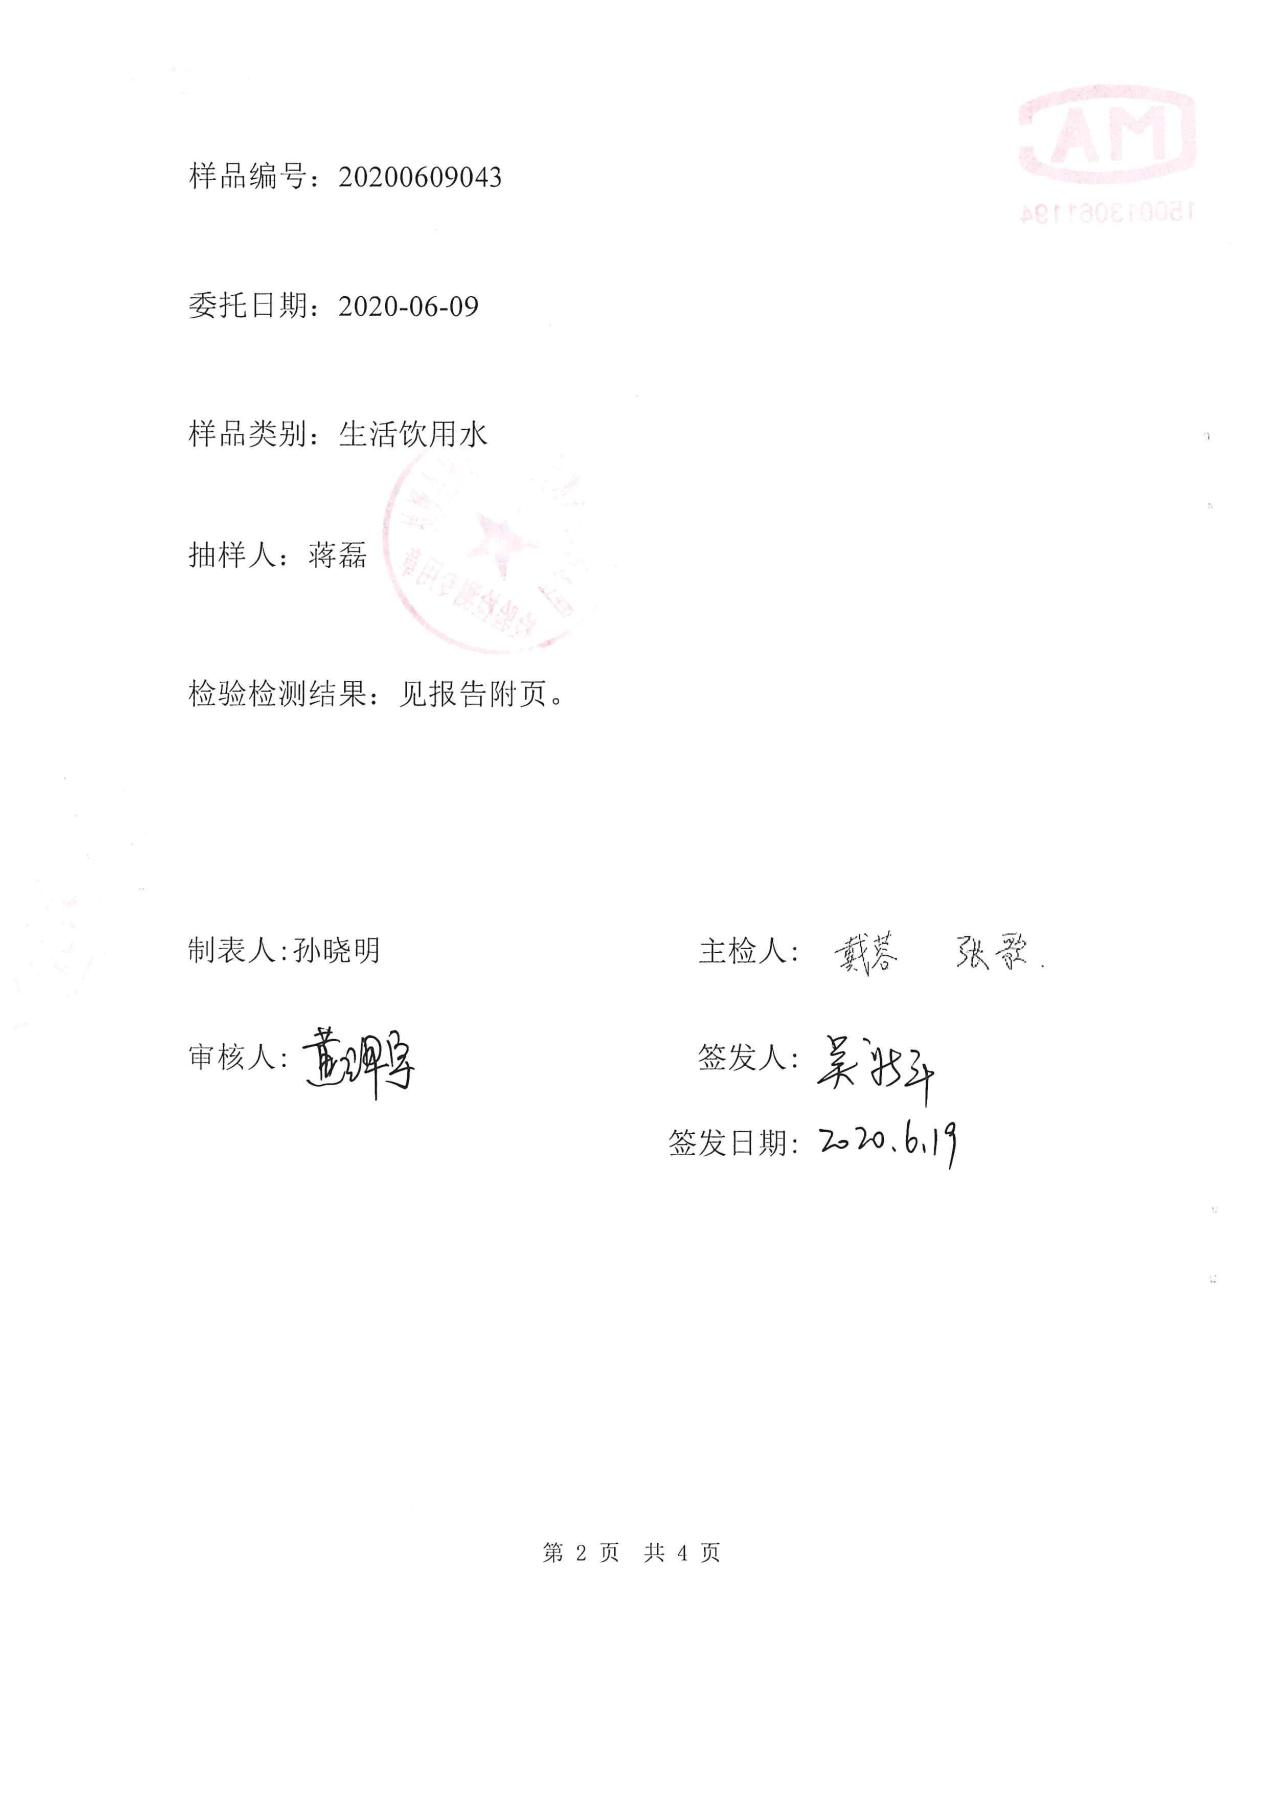 样品编号：20200609043
委托日期：2020-06-09
样品类别：生活饮用水
抽样人：蒋磊
检验检测结果：见报告附页。
制表人:孙晓明 主检人: 戴蓉 张歌.
审核人: 签发人: 吴
签发日期: 2020.6.19
第 2 页 共 4 页